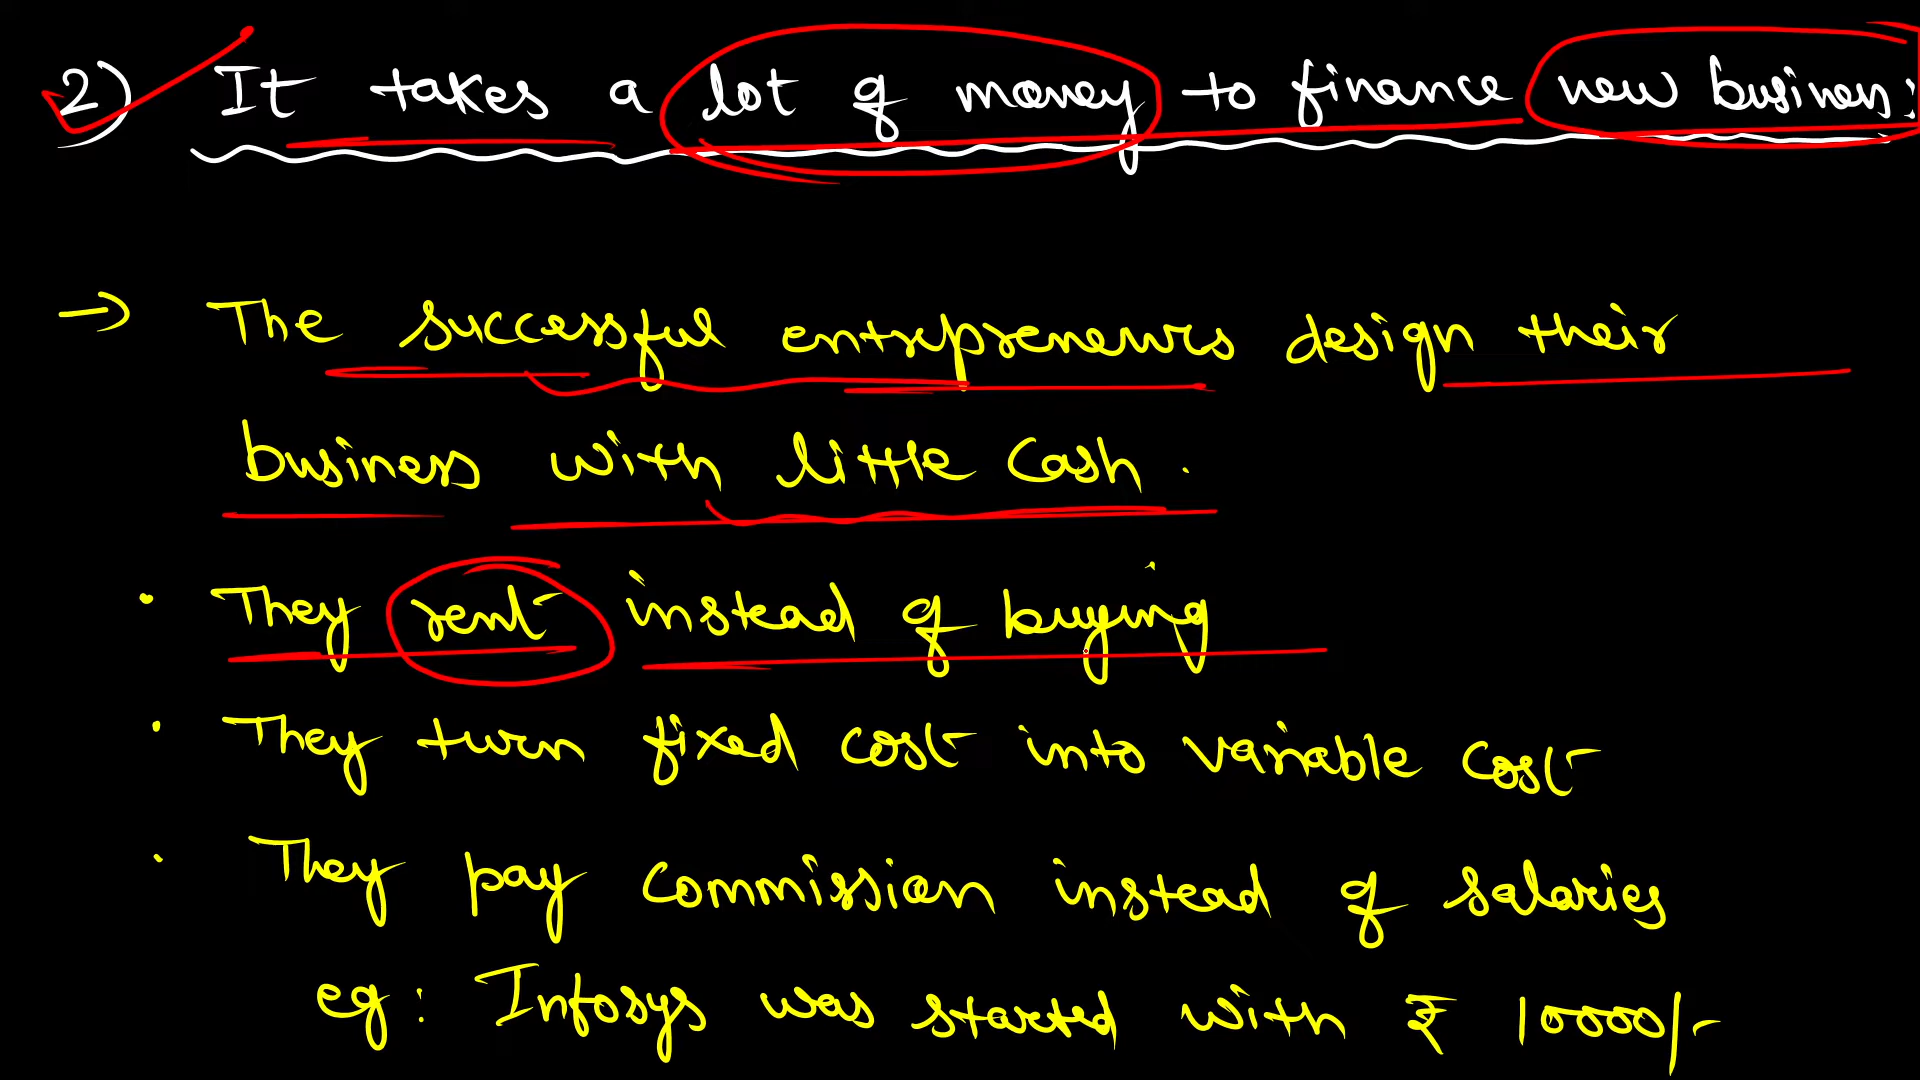 2) It takes a lot of money to finance new business:
→ The successful entrepreneurs design their
business with little cash.
• They rent instead of buying
• They turn fixed cost into variable cost
• They pay commission instead of salaries
eg: Infosys was started with ₹ 10000/-